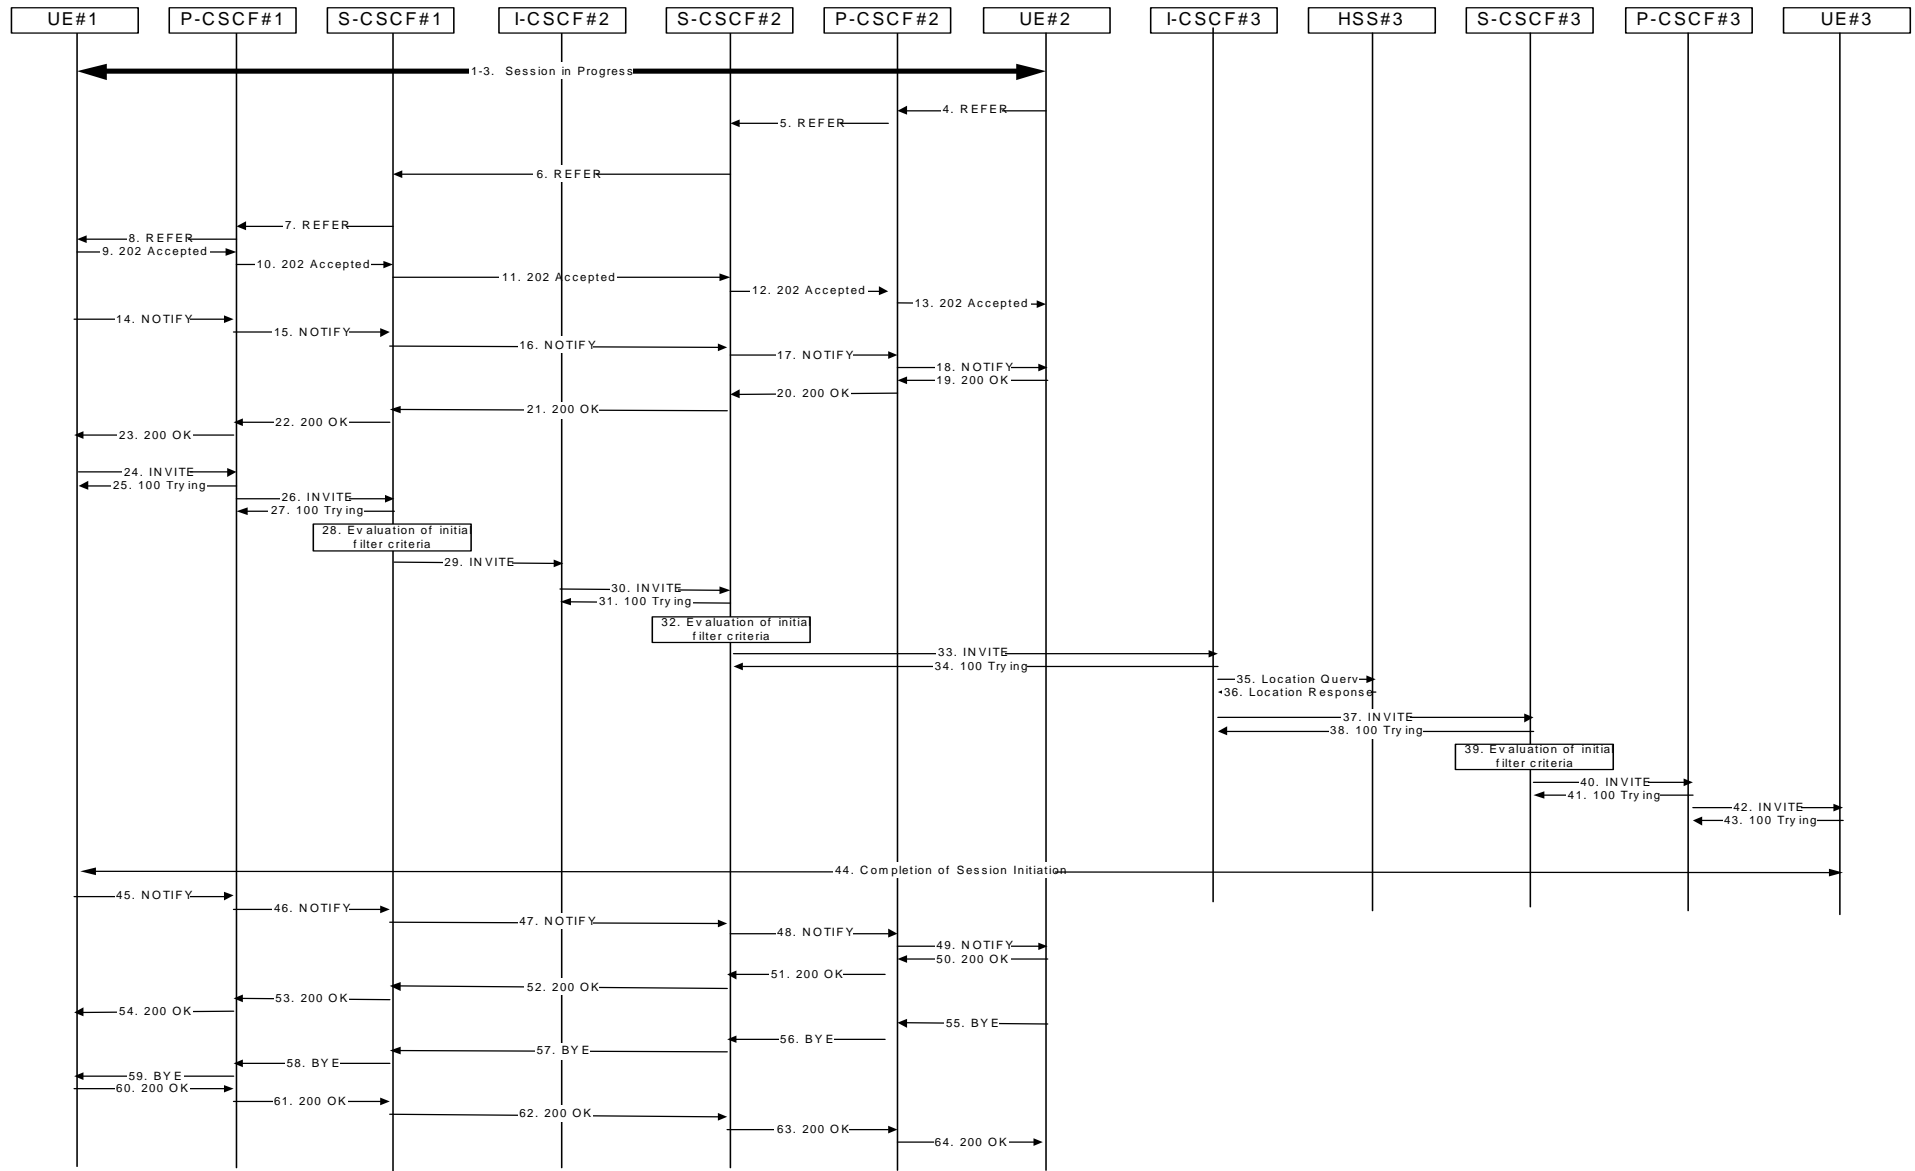 UE#1 P-CSCF#1 S-CSCF#1 I-CSCF#2 S-CSCF#2 P-CSCF#2 UE#2 I-CSCF#3 HSS#3 S-CSCF#3 P-CSCF#3 UE#3
1-3. Session in Progress
4. REFER
5. REFER
6. REFER
7. REFER
8. REFER
9. 202 Accepted
10. 202 Accepted
11. 202 Accepted
12. 202 Accepted
13. 202 Accepted
14. NOTIFY
15. NOTIFY
16. NOTIFY
17. NOTIFY
18. NOTIFY
19. 200 OK
20. 200 OK
21. 200 OK
22. 200 OK
23. 200 OK
24. INVITE
25. 100 Trying
26. INVITE
27. 100 Trying
28. Evaluation of initial
filter criteria
29. INVITE
30. INVITE
31. 100 Trying
32. Evaluation of initial
filter criteria
33. INVITE
34. 100 Trying
35. Location Query
36. Location Response
37. INVITE
38. 100 Trying
39. Evaluation of initial
filter criteria
40. INVITE
41. 100 Trying
42. INVITE
43. 100 Trying
44. Completion of Session Initiation
45. NOTIFY
46. NOTIFY
47. NOTIFY
48. NOTIFY
49. NOTIFY
50. 200 OK
51. 200 OK
52. 200 OK
53. 200 OK
54. 200 OK
55. BYE
56. BYE
57. BYE
58. BYE
59. BYE
60. 200 OK
61. 200 OK
62. 200 OK
63. 200 OK
64. 200 OK